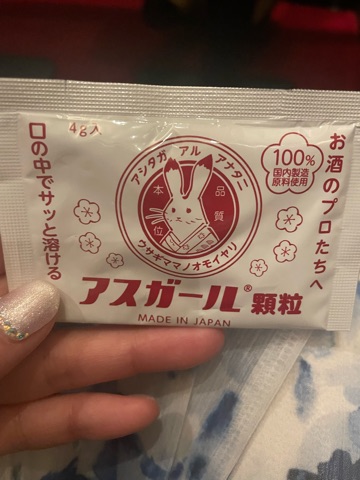 4g入
口の中でサッと溶ける
お酒のプロたちへ
アシタガ アル アナタニ
本位
品質
ウサギママノオモイヤリ
100%
国内製造
原料使用
アスガール® 顆粒
MADE IN JAPAN